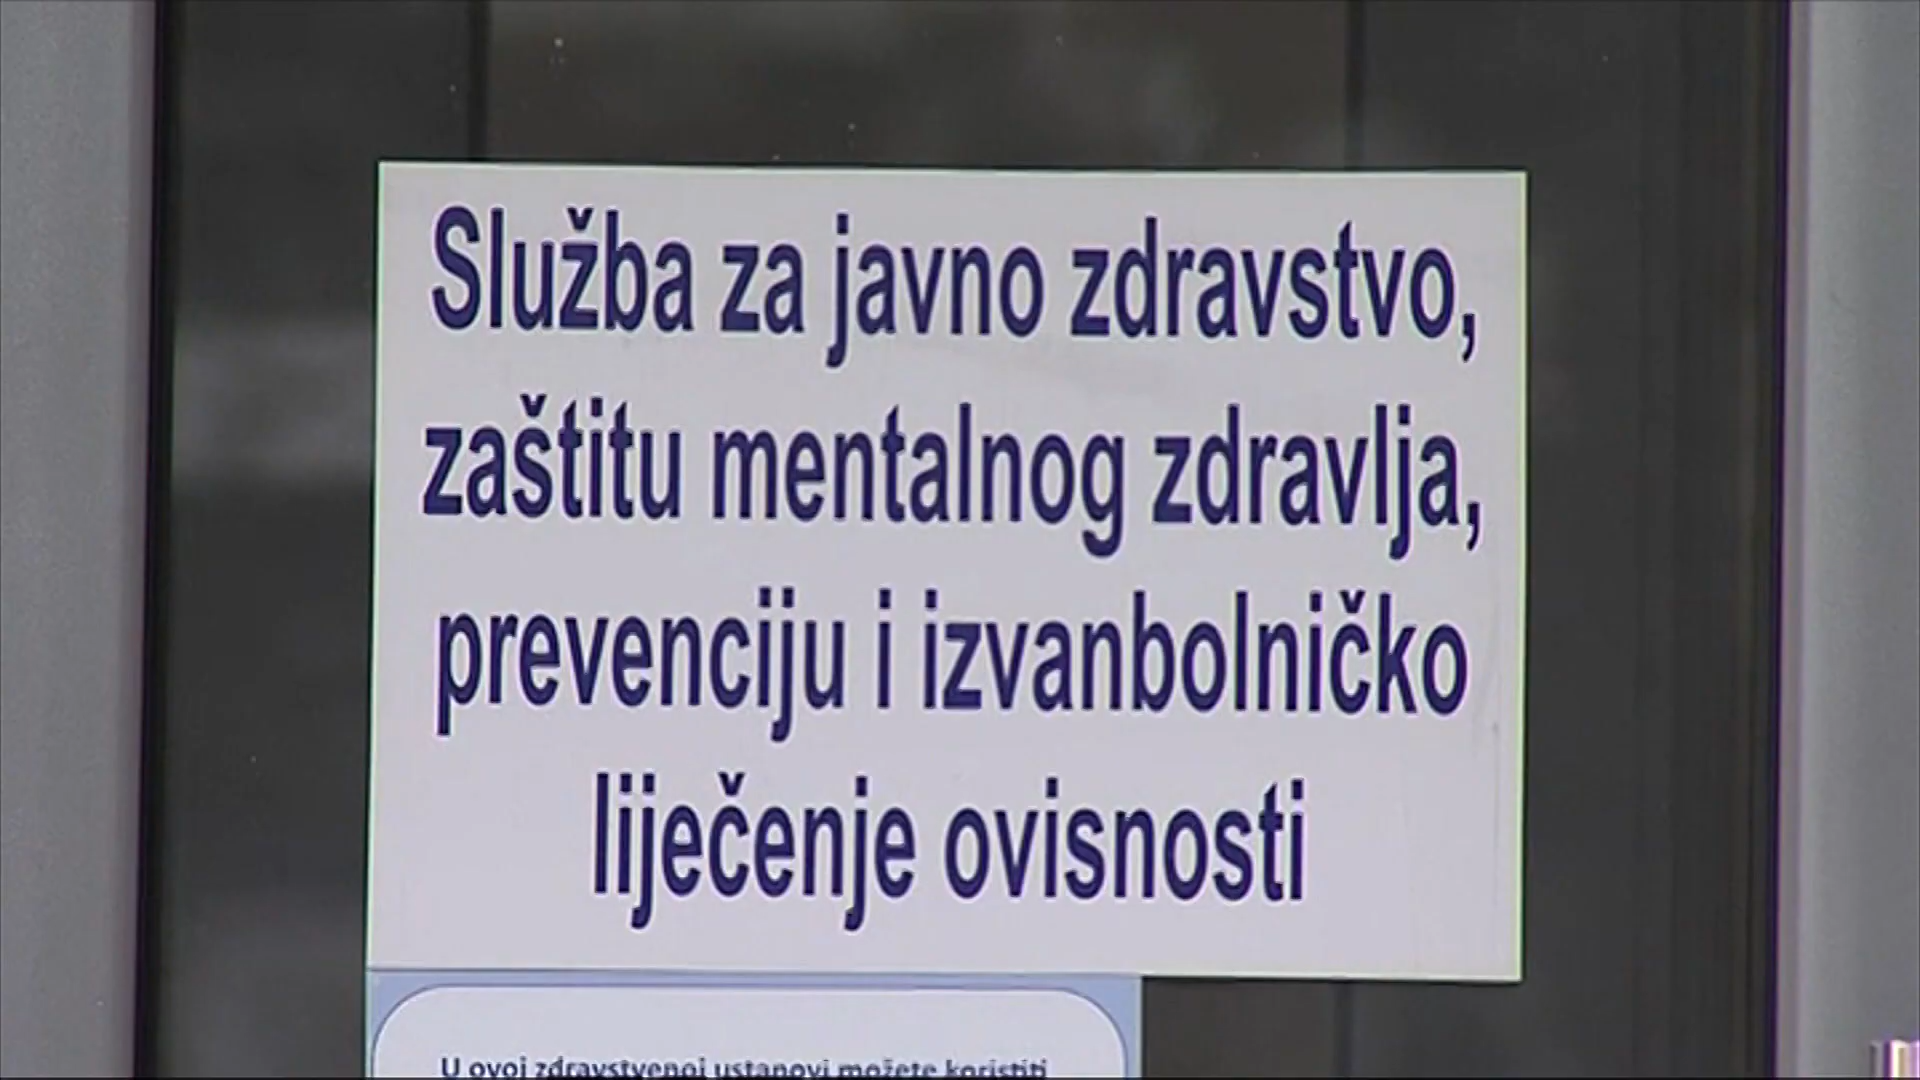 Služba za javno zdravstvo,
zaštitu mentalnog zdravlja,
prevenciju i izvanbolničko
liječenje ovisnosti
U ovoj zdravstvenoj ustanovi možete koristiti